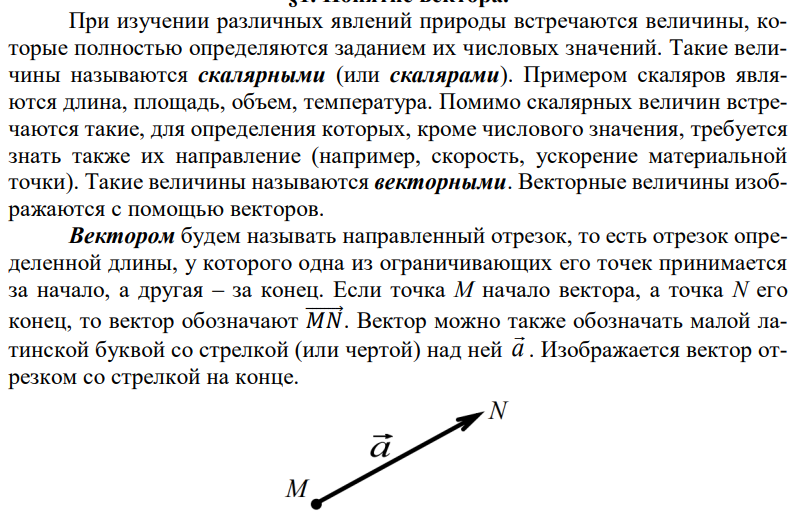 §1. Понятие вектора.
При изучении различных явлений природы встречаются величины, ко-
торые полностью определяются заданием их числовых значений. Такие вели-
чины называются скалярными (или скалярами). Примером скаляров явля-
ются длина, площадь, объем, температура. Помимо скалярных величин встре-
чаются такие, для определения которых, кроме числового значения, требуется
знать также их направление (например, скорость, ускорение материальной
точки). Такие величины называются векторными. Векторные величины изоб-
ражаются с помощью векторов.
Вектором будем называть направленный отрезок, то есть отрезок опре-
деленной длины, у которого одна из ограничивающих его точек принимается
за начало, а другая – за конец. Если точка M начало вектора, а точка N его
конец, то вектор обозначают $\overrightarrow{MN}$. Вектор можно также обозначать малой ла-
тинской буквой со стрелкой (или чертой) над ней $\vec{a}$ . Изображается вектор от-
резком со стрелкой на конце.
N
$\vec{a}$
M